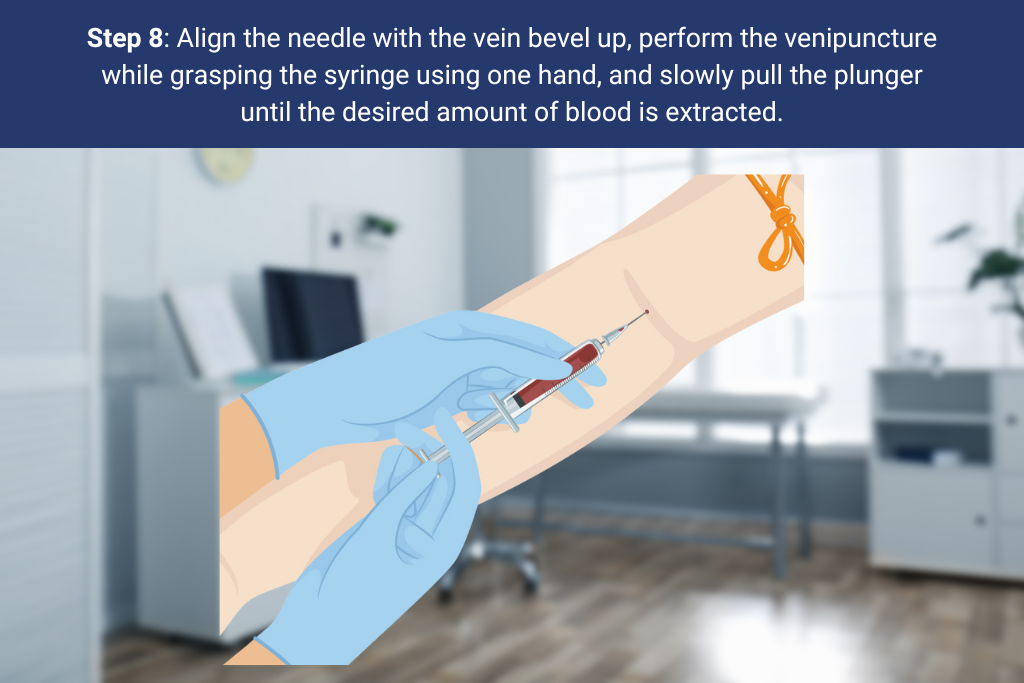 Step 8: Align the needle with the vein bevel up, perform the venipuncture
while grasping the syringe using one hand, and slowly pull the plunger
until the desired amount of blood is extracted.